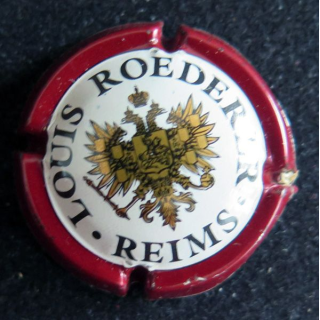 LOUIS ROEDERER · REIMS ·